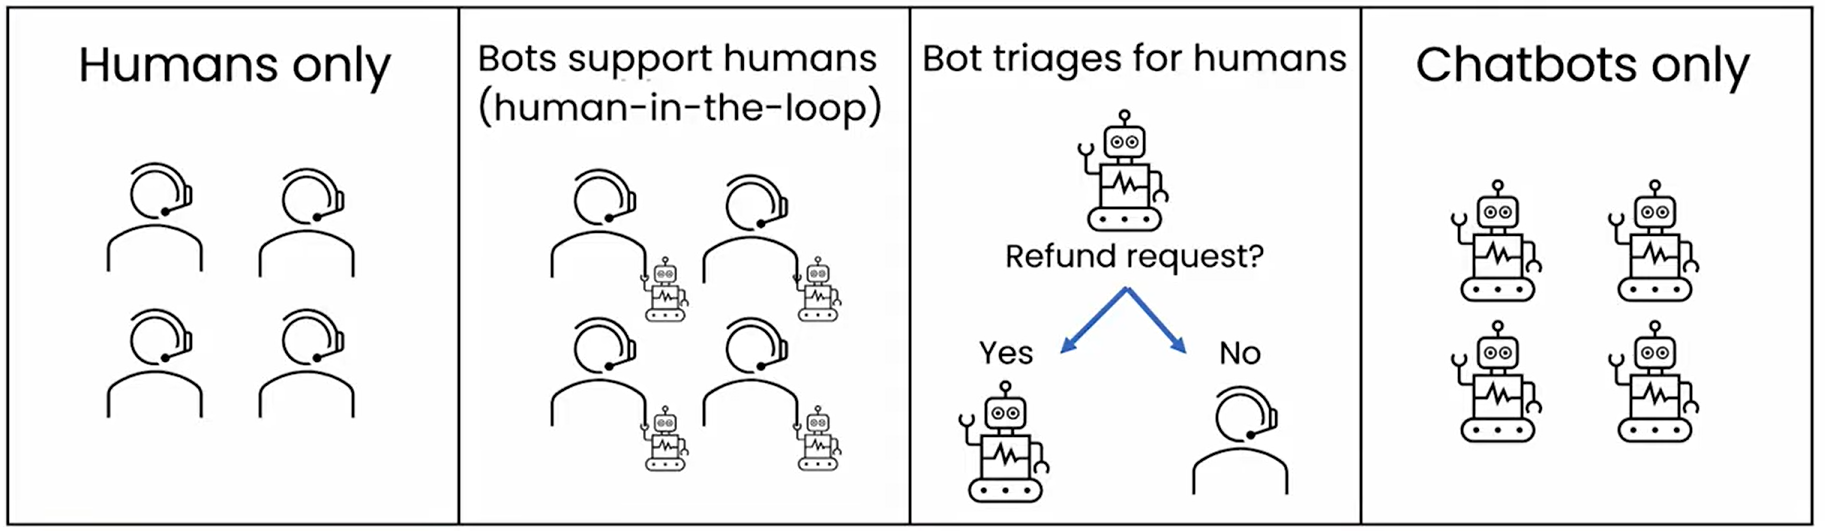 Humans only
Bots support humans
(human-in-the-loop)
Bot triages for humans
Refund request?
Yes
No
Chatbots only